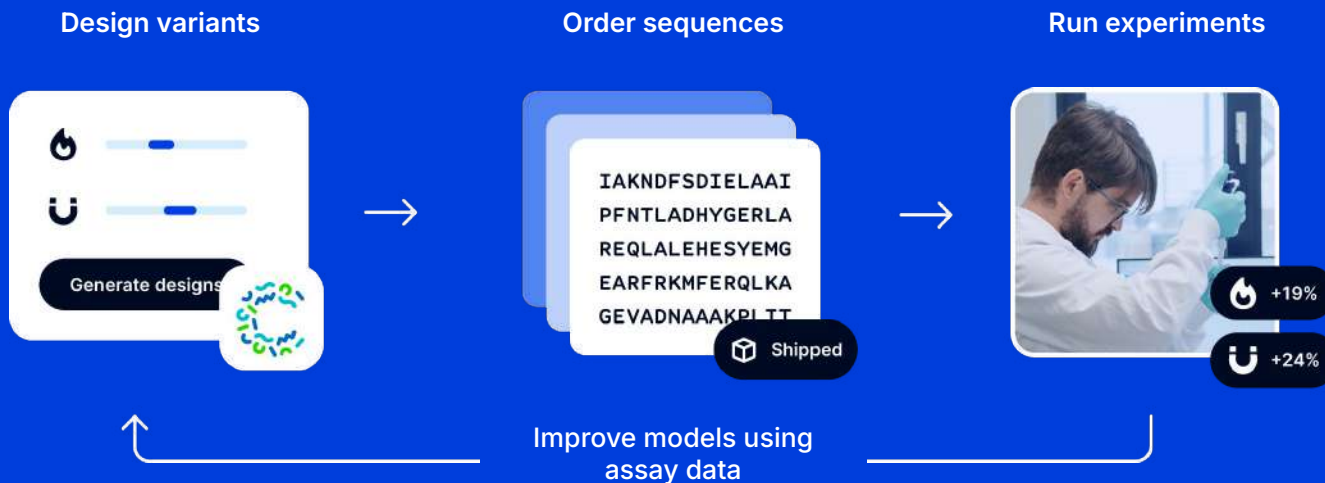 Design variants
Order sequences
Run experiments
Generate designs
IAKNDFSDIELAAI
PFNTLADHYGERLA
REQLALEHESYEMG
EARFRKMFERQLKA
GEVADNAAAKPLIT
Shipped
+19%
+24%
Improve models using
assay data